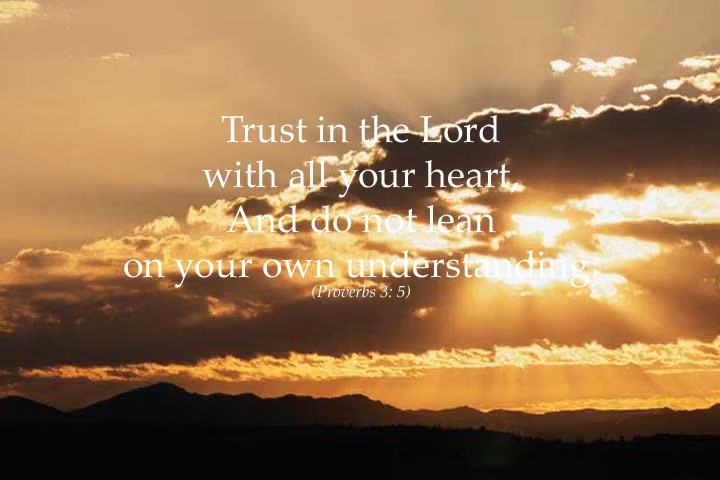 Trust in the Lord
with all your heart,
And do not lean
on your own understanding.
(Proverbs 3: 5)